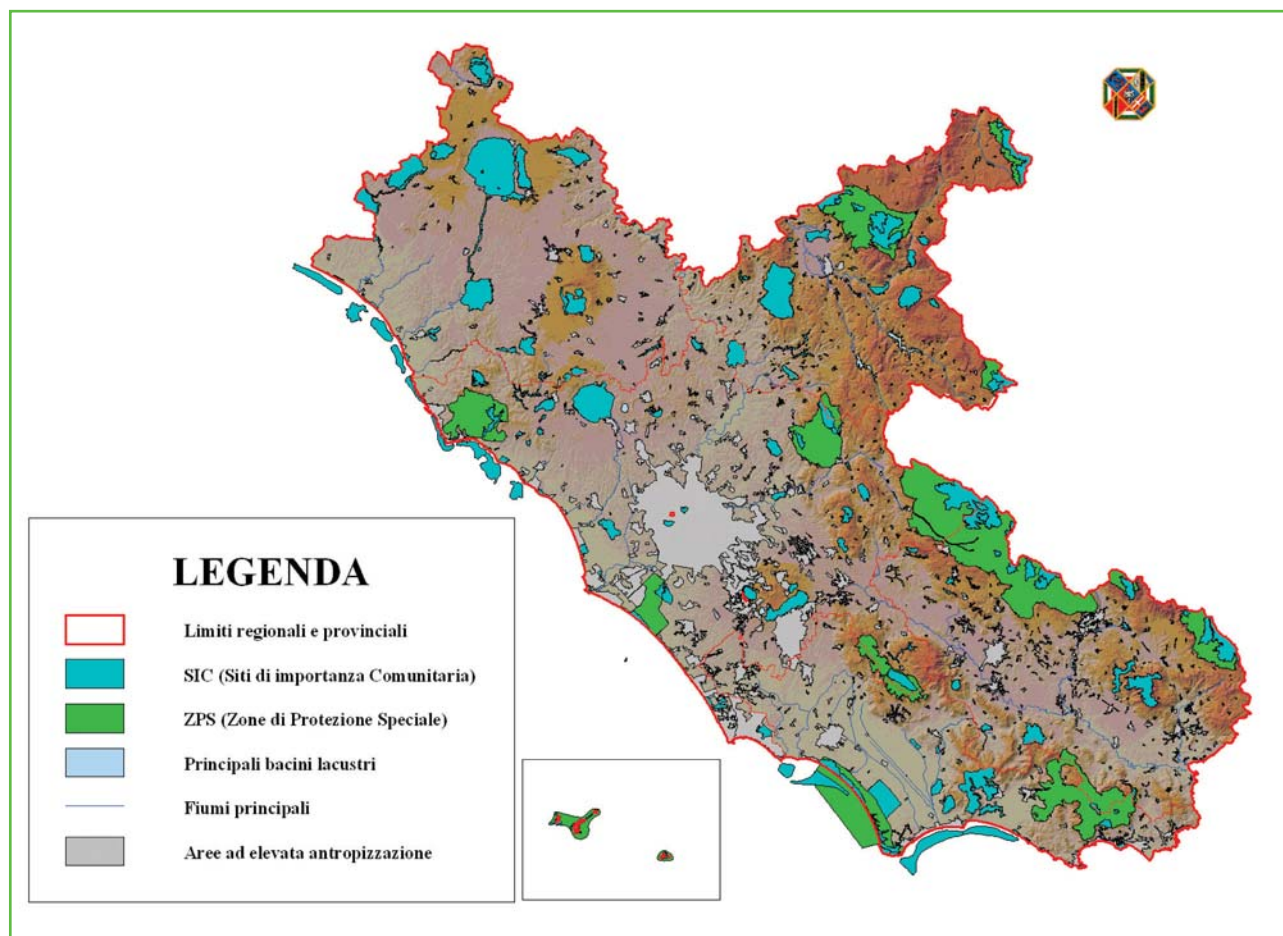 LEGENDA
Limiti regionali e provinciali
SIC (Siti di importanza Comunitaria)
ZPS (Zone di Protezione Speciale)
Principali bacini lacustri
Fiumi principali
Aree ad elevata antropizzazione